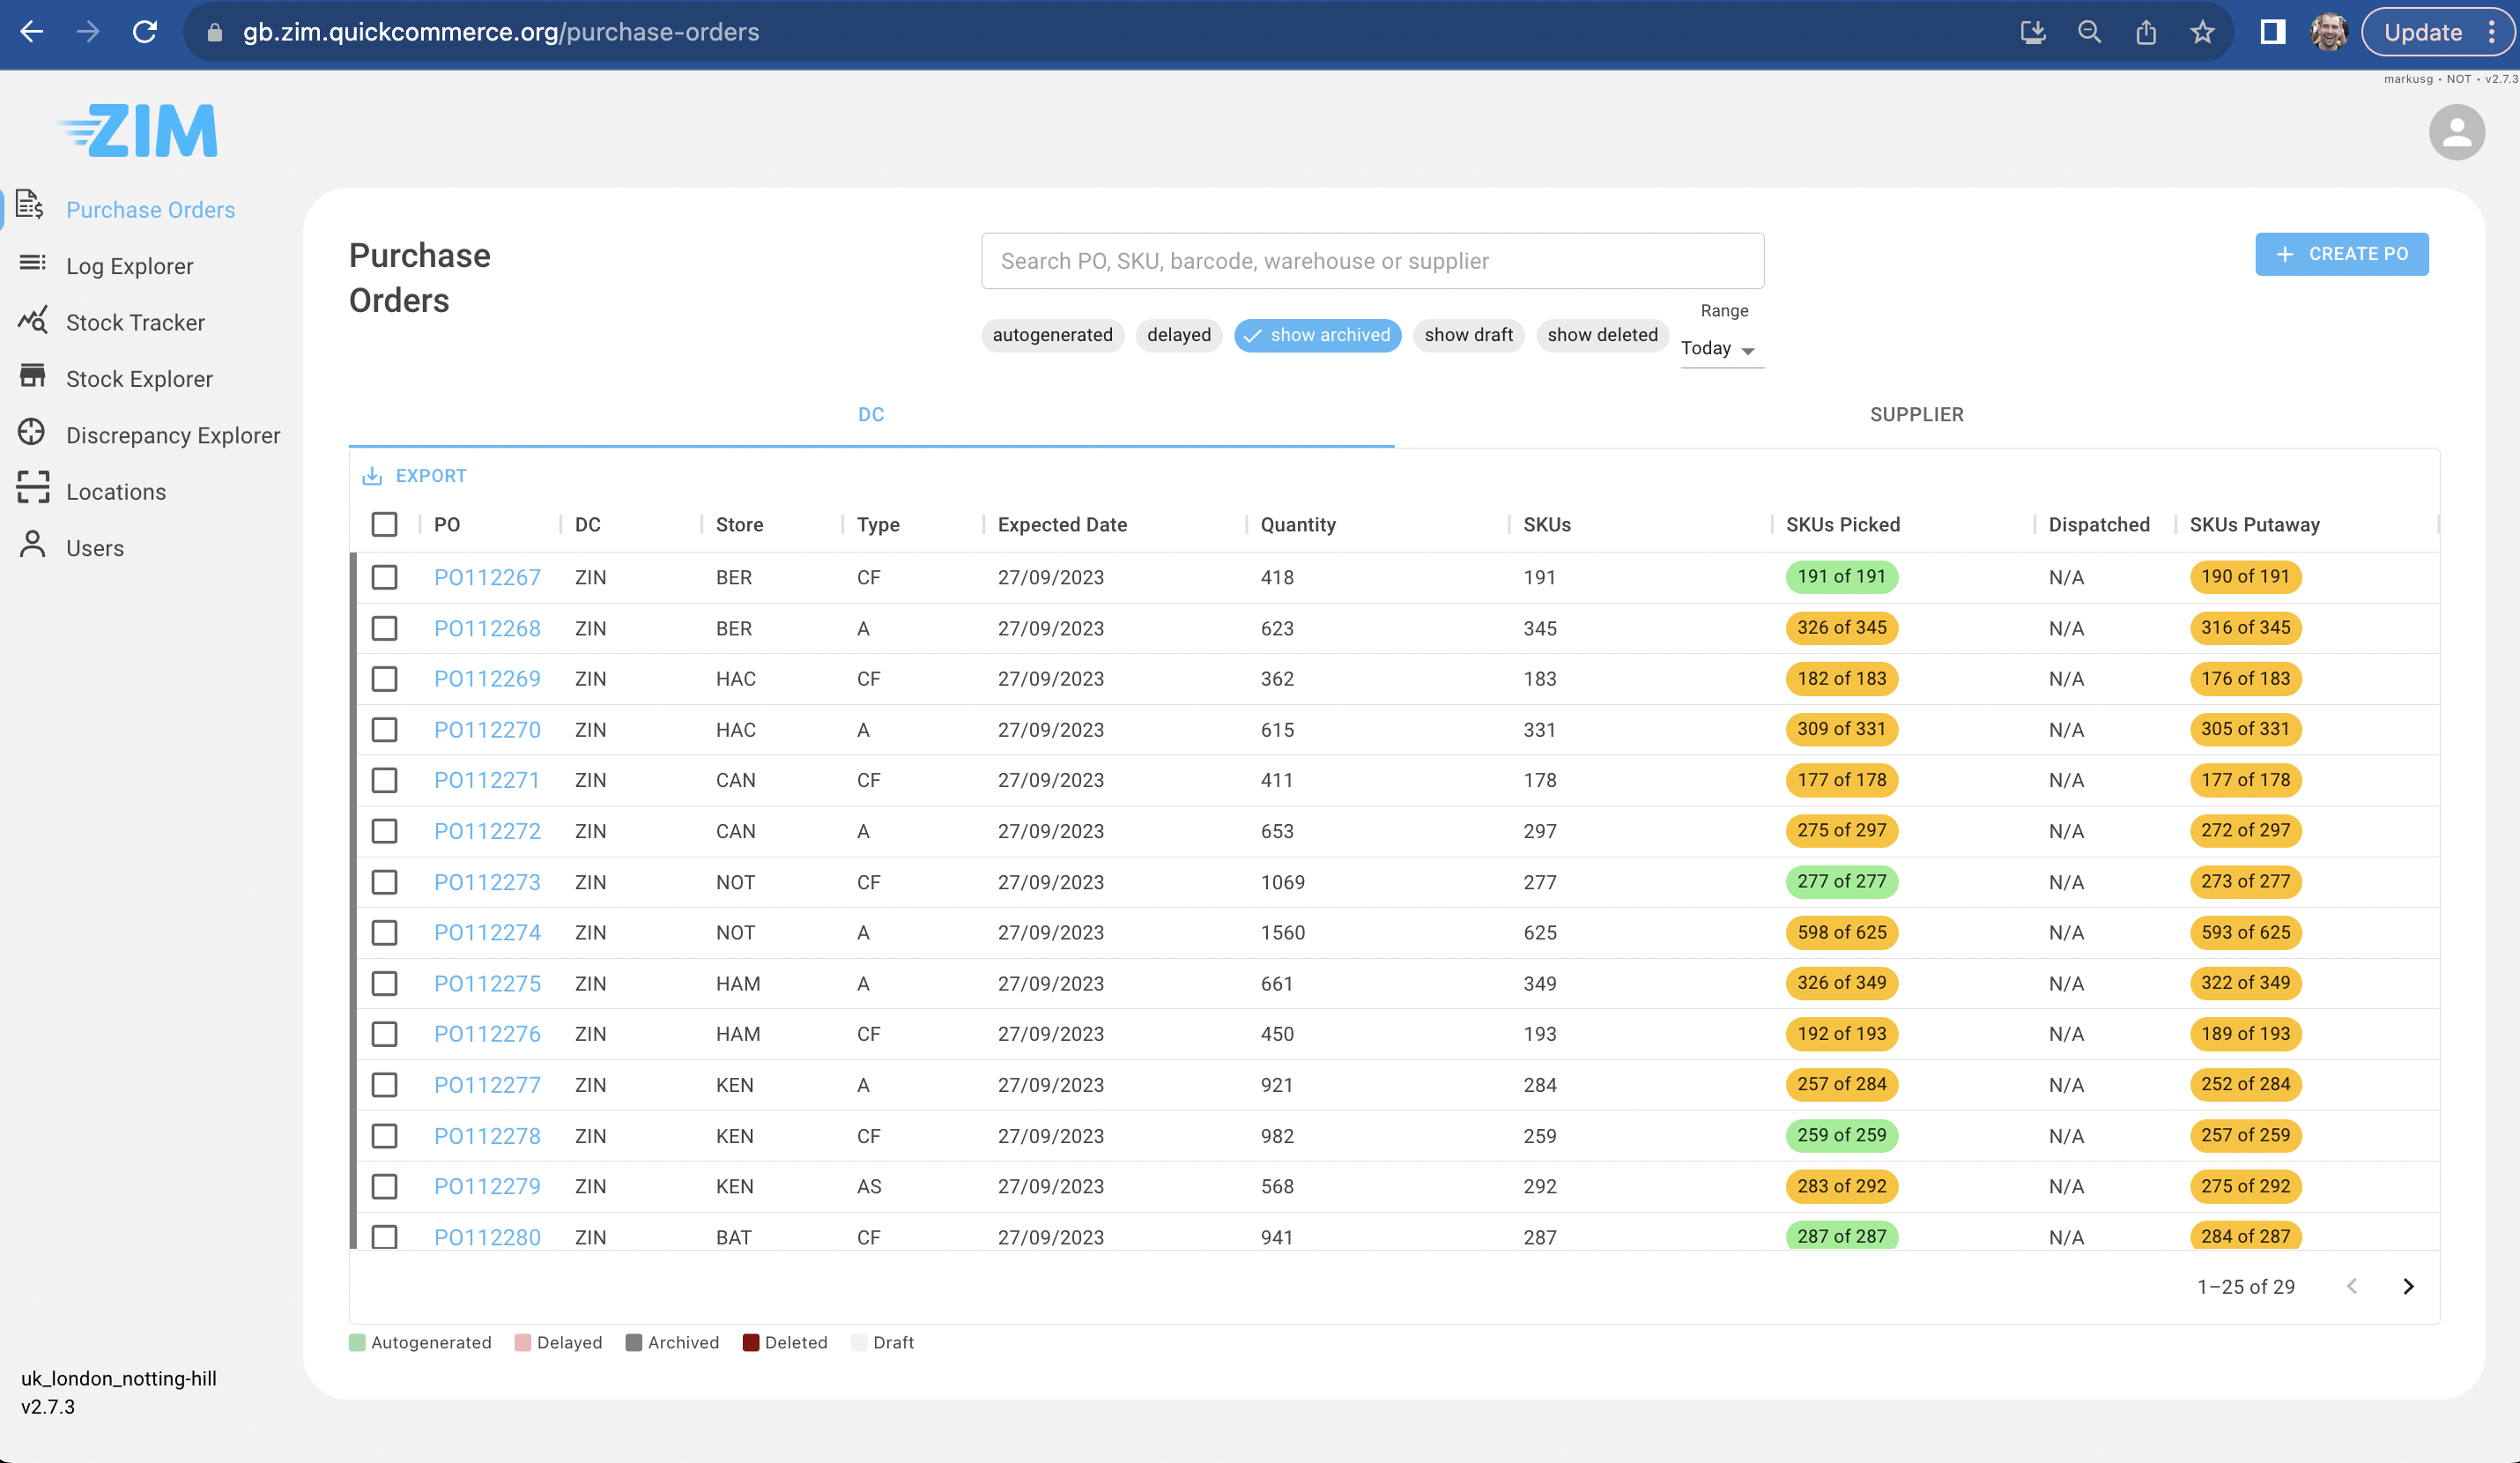 gb.zim.quickcommerce.org/purchase-orders
Update
markusg • NOT • v2.7.3
ZIM
Purchase Orders
Log Explorer
Stock Tracker
Stock Explorer
Discrepancy Explorer
Locations
Users
Purchase
Orders
Search PO, SKU, barcode, warehouse or supplier
CREATE PO
autogenerated delayed show archived show draft show deleted
Range
Today
DC SUPPLIER
EXPORT
PO DC Store Type Expected Date Quantity SKUs SKUs Picked Dispatched SKUs Putaway
PO112267 ZIN BER CF 27/09/2023 418 191 191 of 191 N/A 190 of 191
PO112268 ZIN BER A 27/09/2023 623 345 326 of 345 N/A 316 of 345
PO112269 ZIN HAC CF 27/09/2023 362 183 182 of 183 N/A 176 of 183
PO112270 ZIN HAC A 27/09/2023 615 331 309 of 331 N/A 305 of 331
PO112271 ZIN CAN CF 27/09/2023 411 178 177 of 178 N/A 177 of 178
PO112272 ZIN CAN A 27/09/2023 653 297 275 of 297 N/A 272 of 297
PO112273 ZIN NOT CF 27/09/2023 1069 277 277 of 277 N/A 273 of 277
PO112274 ZIN NOT A 27/09/2023 1560 625 598 of 625 N/A 593 of 625
PO112275 ZIN HAM A 27/09/2023 661 349 326 of 349 N/A 322 of 349
PO112276 ZIN HAM CF 27/09/2023 450 193 192 of 193 N/A 189 of 193
PO112277 ZIN KEN A 27/09/2023 921 284 257 of 284 N/A 252 of 284
PO112278 ZIN KEN CF 27/09/2023 982 259 259 of 259 N/A 257 of 259
PO112279 ZIN KEN AS 27/09/2023 568 292 283 of 292 N/A 275 of 292
PO112280 ZIN BAT CF 27/09/2023 941 287 287 of 287 N/A 284 of 287
1–25 of 29
Autogenerated Delayed Archived Deleted Draft
uk_london_notting-hill
v2.7.3